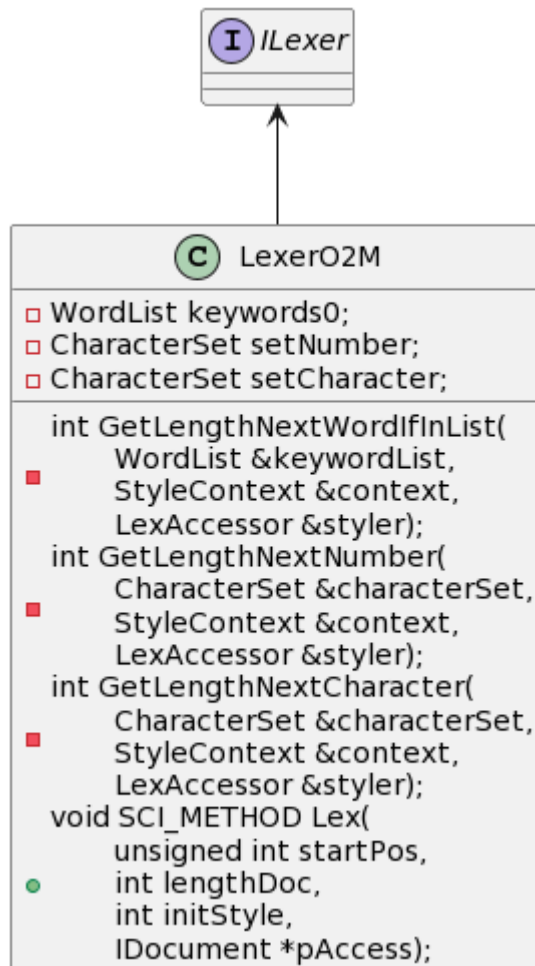 I ILexer
C LexerO2M
WordList keywords0;
CharacterSet setNumber;
CharacterSet setCharacter;
int GetLengthNextWordIfInList(
WordList &keywordList,
StyleContext &context,
LexAccessor &styler);
int GetLengthNextNumber(
CharacterSet &characterSet,
StyleContext &context,
LexAccessor &styler);
int GetLengthNextCharacter(
CharacterSet &characterSet,
StyleContext &context,
LexAccessor &styler);
void SCI_METHOD Lex(
unsigned int startPos,
int lengthDoc,
int initStyle,
IDocument *pAccess);